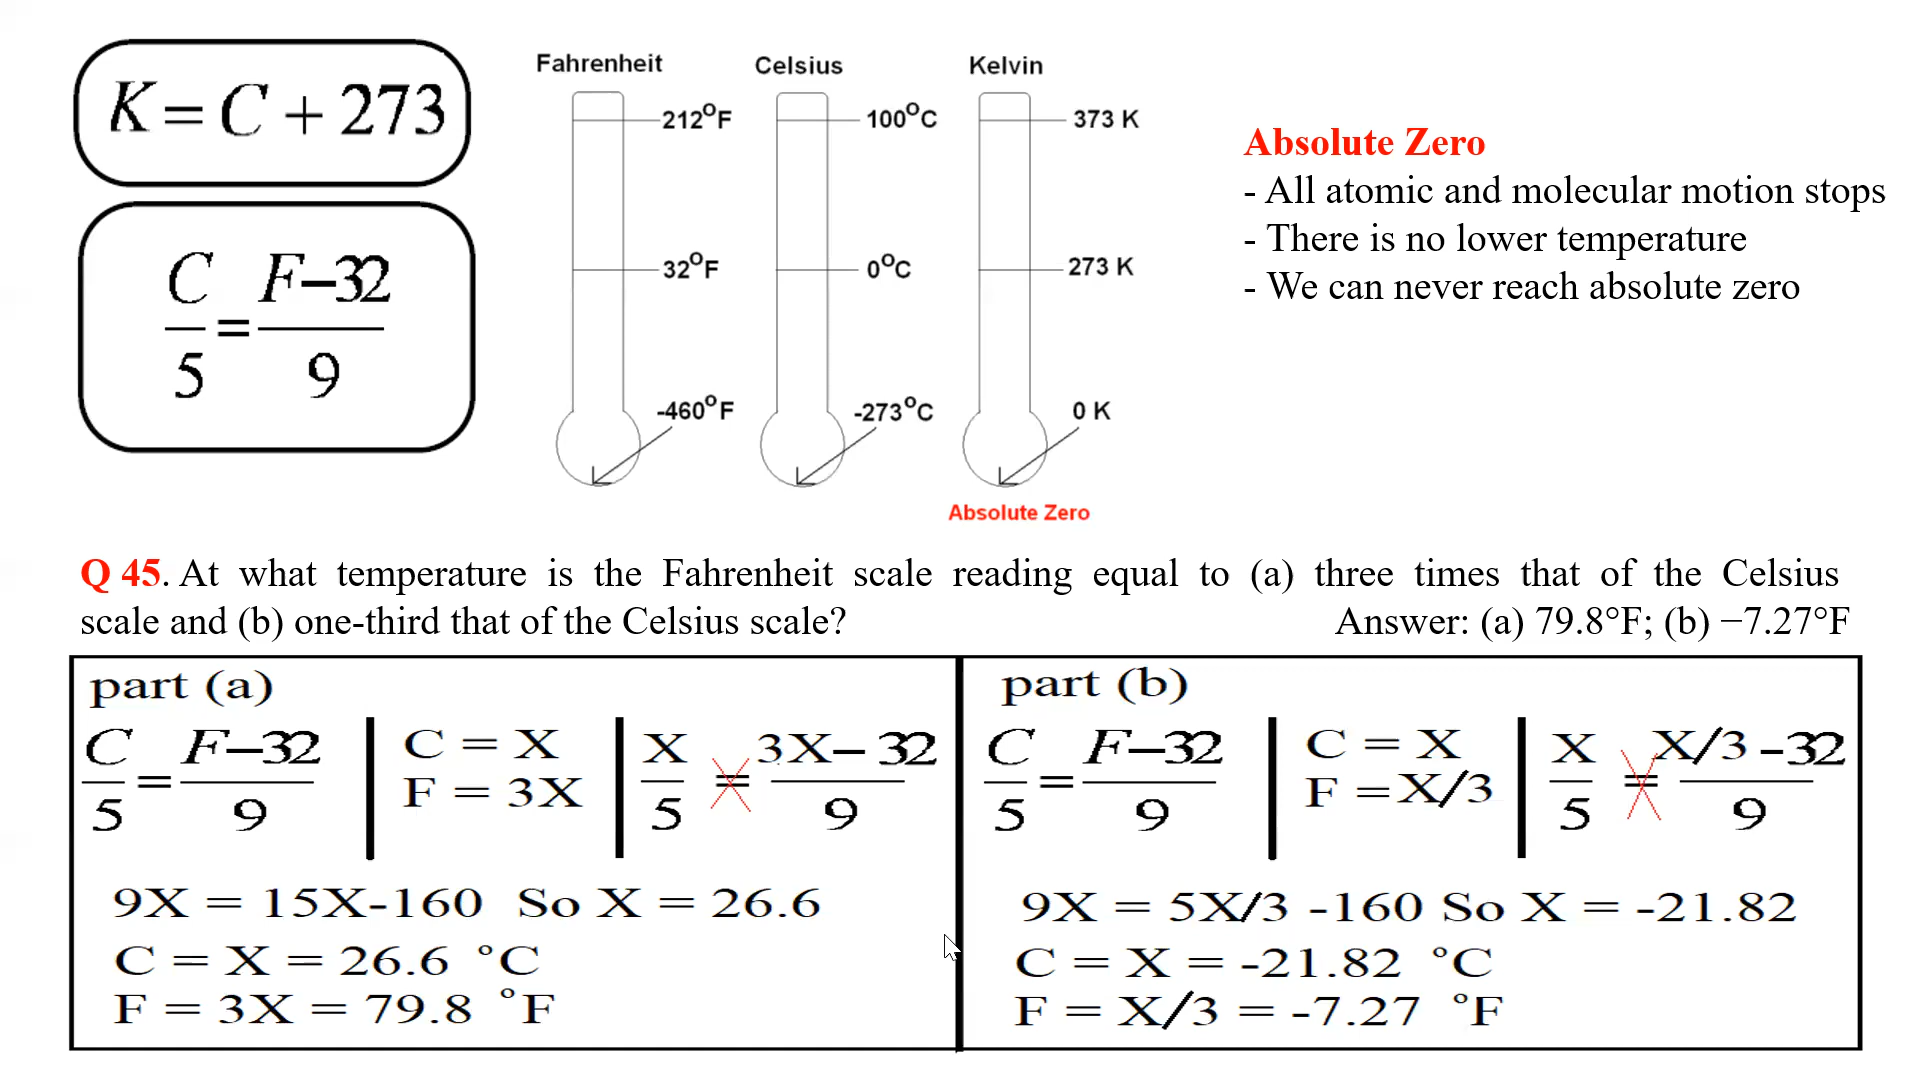 K = C + 273
C/5 = F−32/9
Fahrenheit Celsius Kelvin
212°F 100°C 373 K
32°F 0°C 273 K
-460°F -273°C 0 K
Absolute Zero
Absolute Zero
- All atomic and molecular motion stops
- There is no lower temperature
- We can never reach absolute zero
Q 45. At what temperature is the Fahrenheit scale reading equal to (a) three times that of the Celsius
scale and (b) one-third that of the Celsius scale? Answer: (a) 79.8°F; (b) −7.27°F
part (a)
C/5 = F−32/9
C = X
F = 3X
X/5 = 3X−32/9
9X = 15X-160 So X = 26.6
C = X = 26.6 °C
F = 3X = 79.8 °F
part (b)
C/5 = F−32/9
C = X
F =X/3
X/5 = X/3 -32/9
9X = 5X/3 -160 So X = -21.82
C = X = -21.82 °C
F = X/3 = -7.27 °F